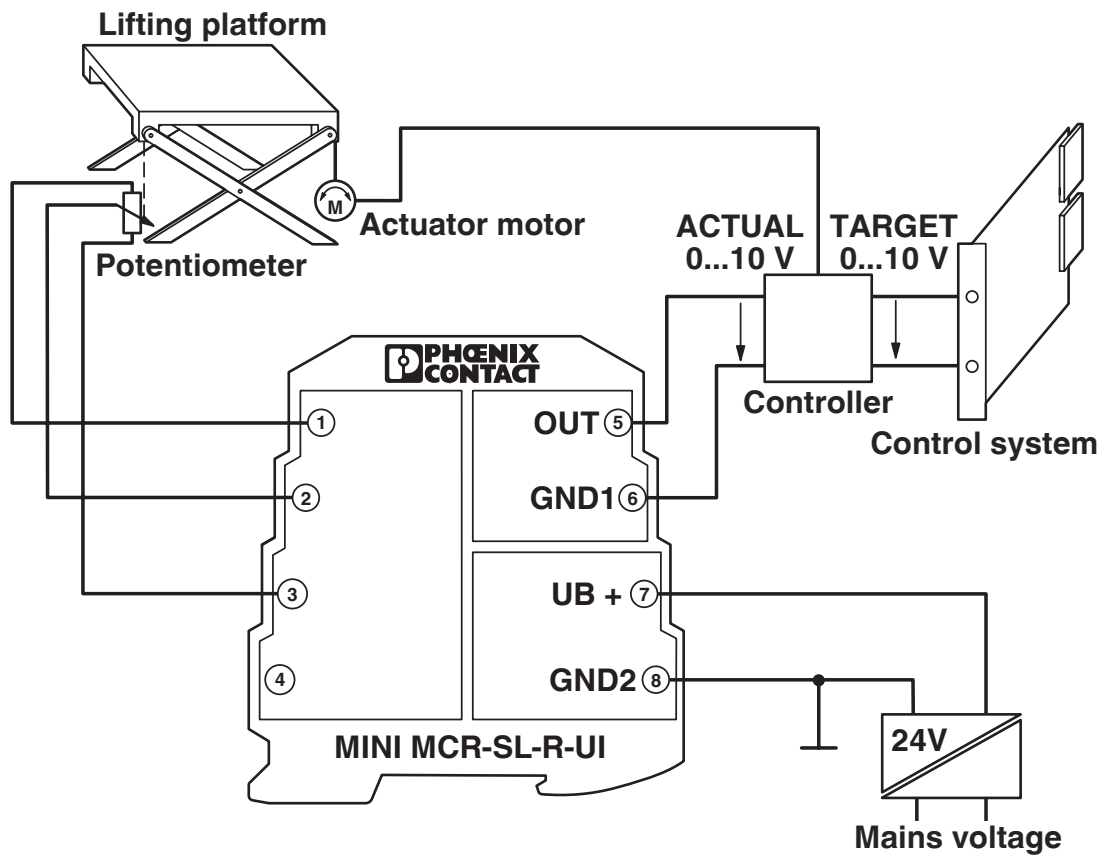 Lifting platform
M
Actuator motor
Potentiometer
ACTUAL
0...10 V
TARGET
0...10 V
Controller
Control system
PHŒNIX
CONTACT
1
2
3
4
OUT 5
GND1 6
UB + 7
GND2 8
MINI MCR-SL-R-UI
24V
Mains voltage